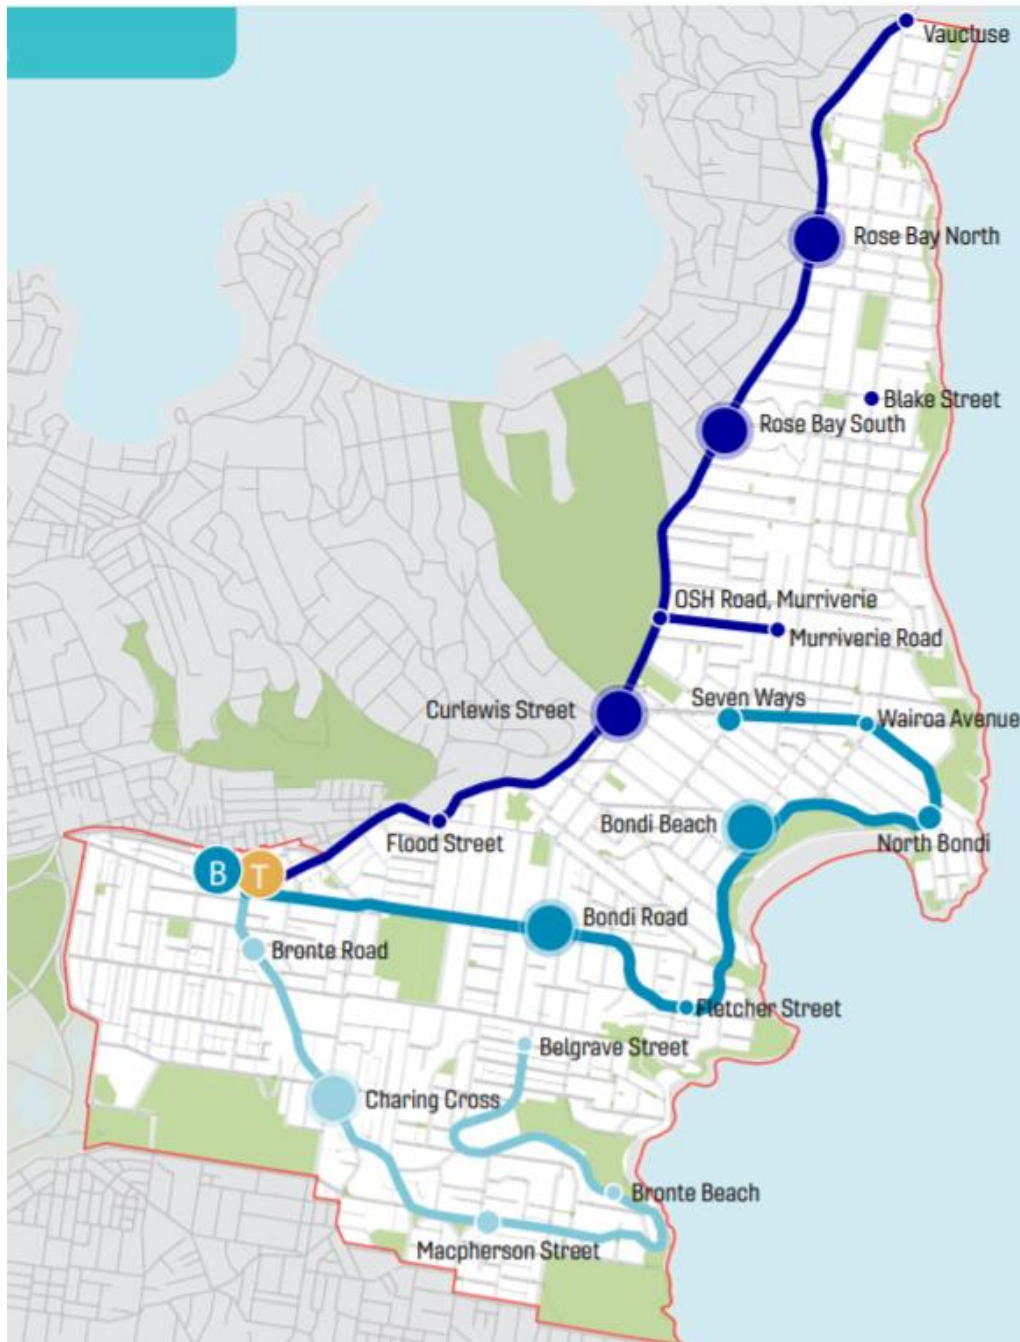 Vaucluse
Rose Bay North
Blake Street
Rose Bay South
OSH Road, Murriverie
Murriverie Road
Seven Ways
Curlewis Street
Wairoa Avenue
Bondi Beach
Flood Street
North Bondi
B
T
Bondi Road
Bronte Road
Fletcher Street
Belgrave Street
Charing Cross
Bronte Beach
Macpherson Street